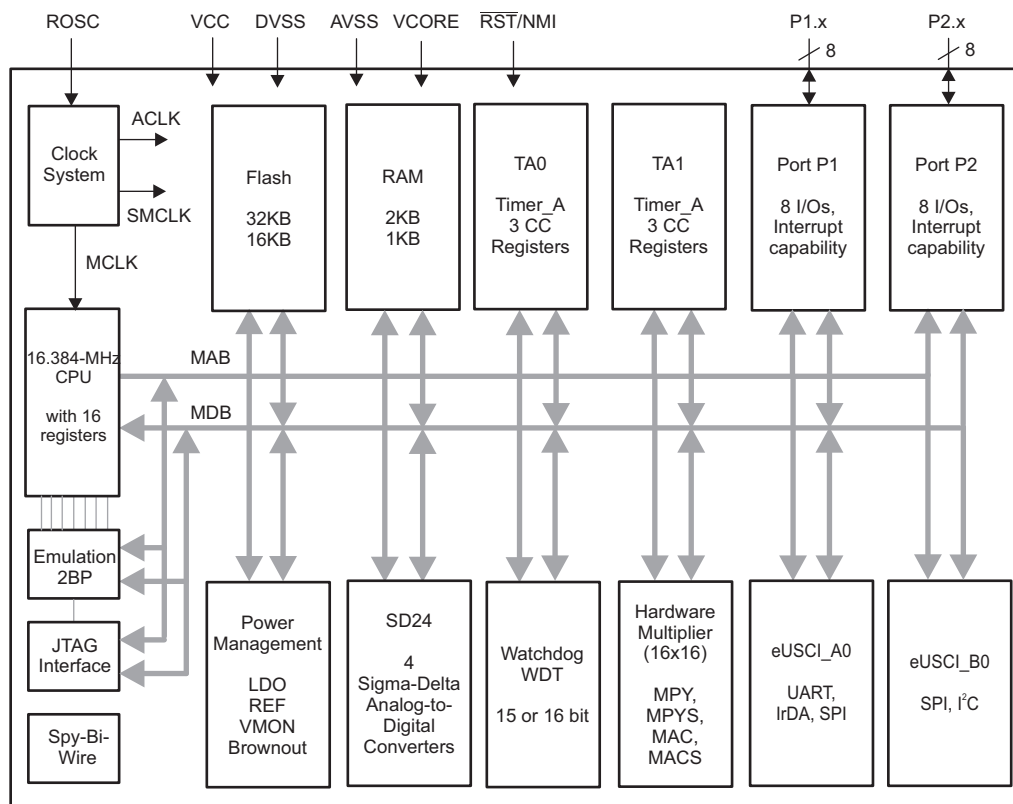 ROSC
VCC
DVSS
AVSS
VCORE
RST/NMI
P1.x
P2.x
8
8
Clock
System
ACLK
SMCLK
MCLK
Flash
32KB
16KB
RAM
2KB
1KB
TA0
Timer_A
3 CC
Registers
TA1
Timer_A
3 CC
Registers
Port P1
8 I/Os,
Interrupt
capability
Port P2
8 I/Os,
Interrupt
capability
16.384-MHz
CPU
with 16
registers
MAB
MDB
Emulation
2BP
JTAG
Interface
Spy-Bi-
Wire
Power
Management
LDO
REF
VMON
Brownout
SD24
4
Sigma-Delta
Analog-to-
Digital
Converters
Watchdog
WDT
15 or 16 bit
Hardware
Multiplier
(16x16)
MPY,
MPYS,
MAC,
MACS
eUSCI_A0
UART,
IrDA, SPI
eUSCI_B0
SPI, I²C